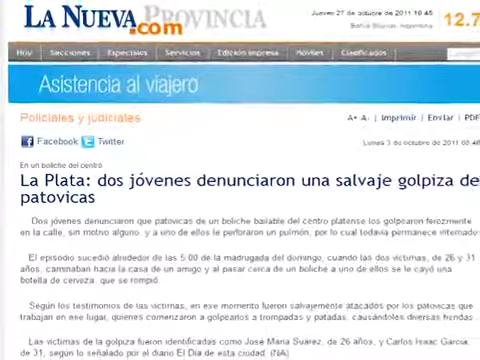 LA NUEVA PROVINCIA
.com
Jueves 27 de octubre de 2011 16:45
Bahía Blanca, Argentina
12.7
Hoy Secciones Especiales Servicios Edición impresa Móviles Clasificados
Asistencia al viajero
Policiales y judiciales
A+ A- Imprimir Enviar PDF
Facebook Twitter
Lunes 3 de octubre de 2011 08:48
En un boliche del centro
La Plata: dos jóvenes denunciaron una salvaje golpiza de
patovicas
Dos jóvenes denunciaron que patovicas de un boliche bailable del centro platense los golpearon ferozmente
en la calle, sin motivo alguno, y a uno de ellos le perforaron un pulmón, por lo cual todavía permanece internado
El episodio sucedió alrededor de las 5:00 de la madrugada del domingo, cuando las dos víctimas, de 26 y 31
años, caminaban hacia la casa de un amigo y al pasar cerca de un boliche a uno de ellos se le cayó una
botella de cerveza, que se rompió.
Según los testimonios de las víctimas, en ese momento fueron salvajemente atacados por los patovicas que
trabajan en ese lugar, quienes comenzaron a golpearlos a trompadas y patadas, causándoles diversas heridas
Las víctimas de la golpiza fueron identificadas como José María Suárez, de 26 años, y Carlos Isaac García,
de 31, según lo señalado por el diario El Día de esta ciudad. (NA)